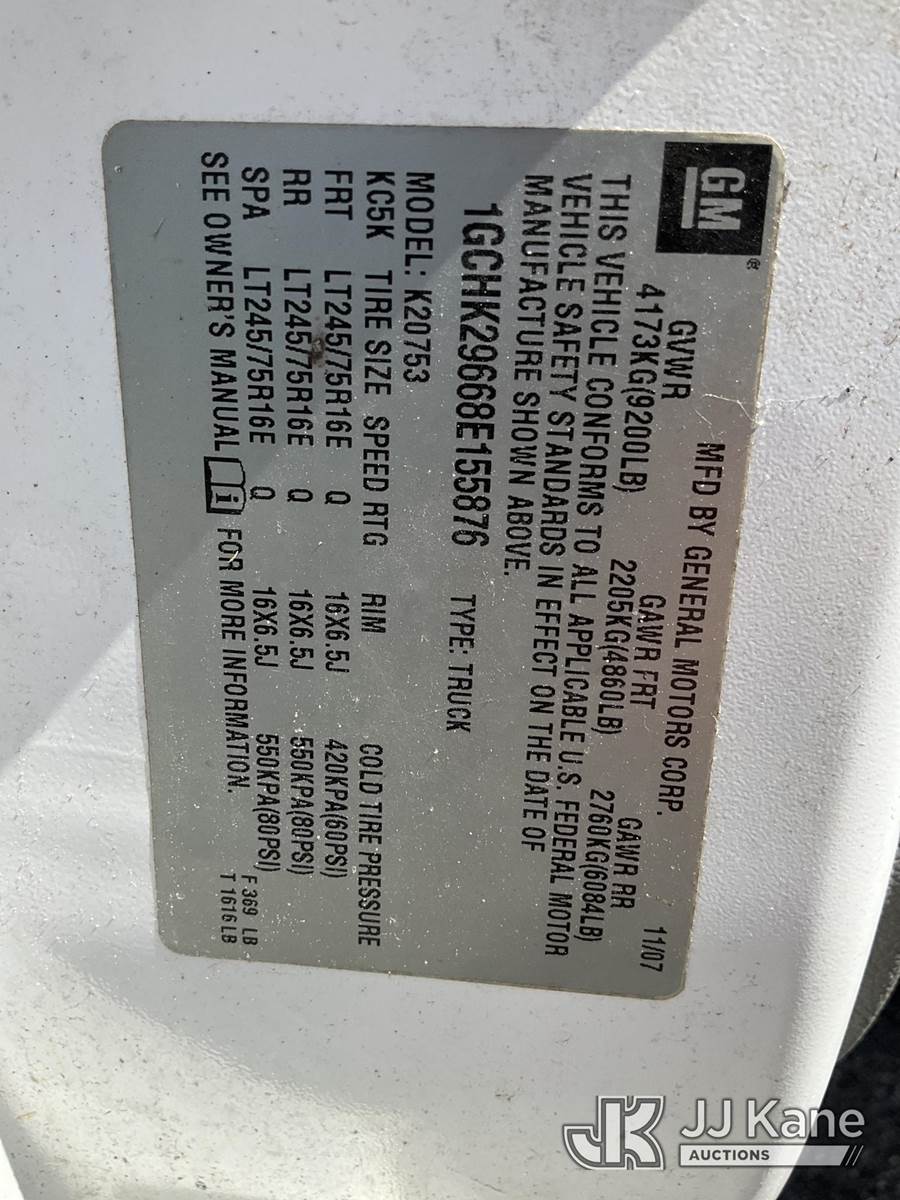 GM®
MFD BY GENERAL MOTORS CORP. 11/07
GVWR GAWR FRT GAWR RR
4173KG(9200LB) 2205KG(4860LB) 2760KG(6084LB)
THIS VEHICLE CONFORMS TO ALL APPLICABLE U.S. FEDERAL MOTOR
VEHICLE SAFETY STANDARDS IN EFFECT ON THE DATE OF
MANUFACTURE SHOWN ABOVE.
1GCHK29668E155876 TYPE: TRUCK
MODEL: K20753
KC5K TIRE SIZE SPEED RTG RIM COLD TIRE PRESSURE
FRT LT245/75R16E Q 16X6.5J 420KPA(60PSI)
RR LT245/75R16E Q 16X6.5J 550KPA(80PSI)
SPA LT245/75R16E Q 16X6.5J 550KPA(80PSI)
SEE OWNER'S MANUAL i FOR MORE INFORMATION.
F 369 LB
T 1616 LB
JK JJ Kane
AUCTIONS